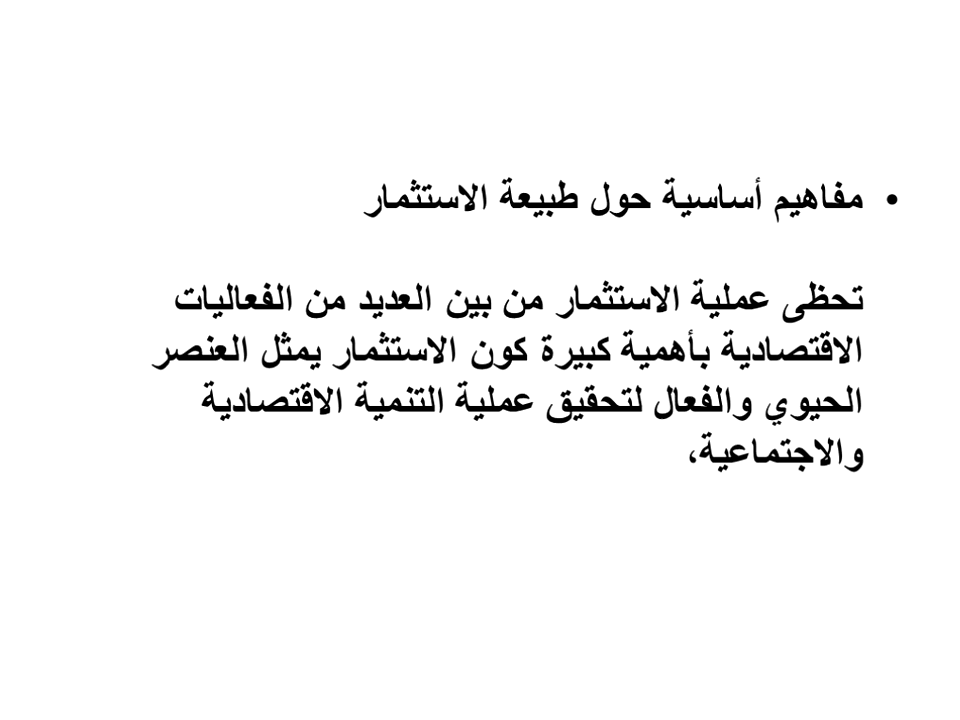 • مفاهيم أساسية حول طبيعة الاستثمار
تحظى عملية الاستثمار من بين العديد من الفعاليات
الاقتصادية بأهمية كبيرة كون الاستثمار يمثل العنصر
الحيوي والفعال لتحقيق عملية التنمية الاقتصادية
والاجتماعية،